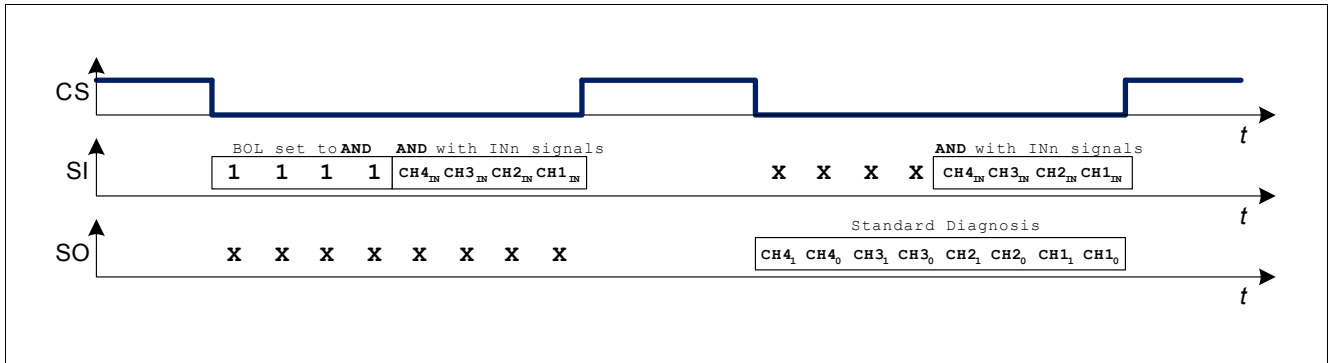 CS
t
BOL set to AND AND with INn signals AND with INn signals
SI 1 1 1 1 CH4IN CH3IN CH2IN CH1IN X X X X CH4IN CH3IN CH2IN CH1IN
t
Standard Diagnosis
SO X X X X X X X X CH41 CH40 CH31 CH30 CH21 CH20 CH11 CH10
t